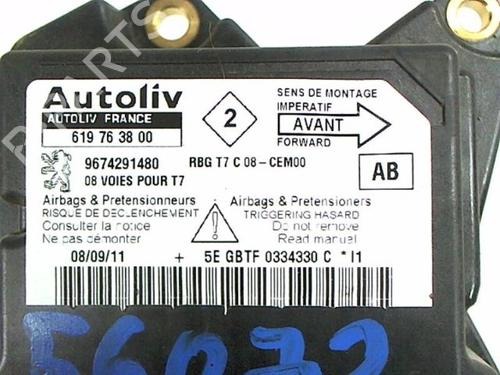 Autoliv
AUTOLIV FRANCE
619 76 38 00
2
SENS DE MONTAGE
IMPERATIF
AVANT
FORWARD
9674291480
RBG T7 C 08-CEM00
08 VOIES POUR T7
AB
Airbags & Pretensionneurs
RISQUE DE DECLENCHEMENT
Consulter la notice
Ne pas démonter
Airbags & Pretensioners
TRIGGERING HASARD
Do not remove
Read manual
08/09/11 + 5E GBTF 0334330 C * I1
56072